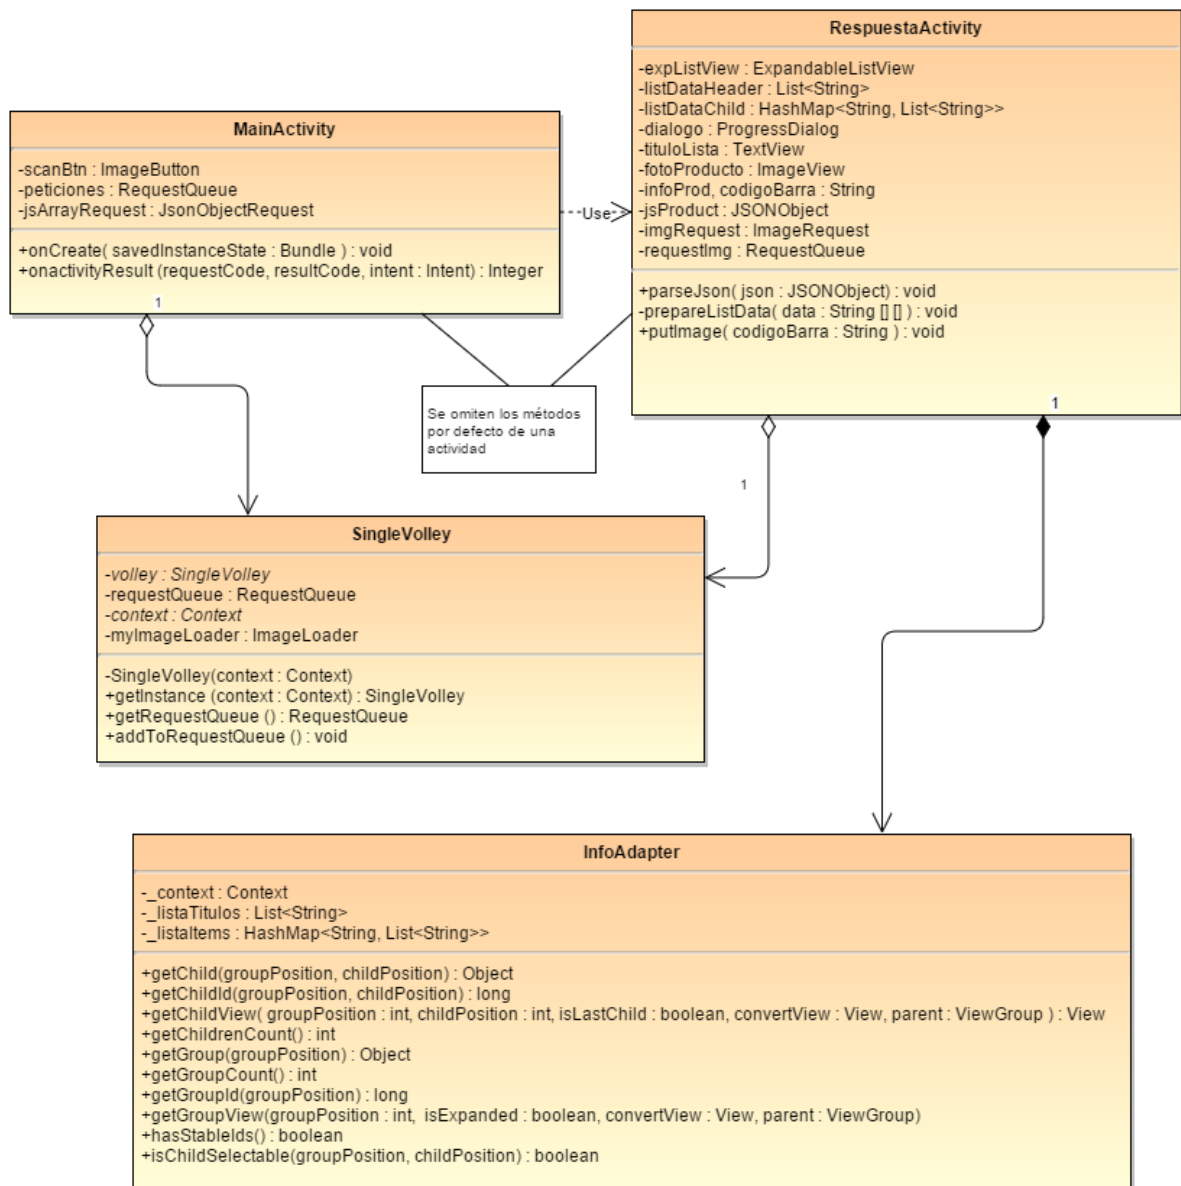 MainActivity
-scanBtn : ImageButton
-peticiones : RequestQueue
-jsArrayRequest : JsonObjectRequest
+onCreate( savedInstanceState : Bundle ) : void
+onactivityResult (requestCode, resultCode, intent : Intent) : Integer
1
Use
RespuestaActivity
-expListView : ExpandableListView
-listDataHeader : List<String>
-listDataChild : HashMap<String, List<String>>
-dialogo : ProgressDialog
-tituloLista : TextView
-fotoProducto : ImageView
-infoProd, codigoBarra : String
-jsProduct : JSONObject
-imgRequest : ImageRequest
-requestImg : RequestQueue
+parseJson( json : JSONObject) : void
-prepareListData( data : String [] [] ) : void
+putImage( codigoBarra : String ) : void
1
Se omiten los métodos
por defecto de una
actividad
1
SingleVolley
-volley : SingleVolley
-requestQueue : RequestQueue
-context : Context
-myImageLoader : ImageLoader
-SingleVolley(context : Context)
+getInstance (context : Context) : SingleVolley
+getRequestQueue () : RequestQueue
+addToRequestQueue () : void
InfoAdapter
-_context : Context
-_listaTitulos : List<String>
-_listaItems : HashMap<String, List<String>>
+getChild(groupPosition, childPosition) : Object
+getChildId(groupPosition, childPosition) : long
+getChildView( groupPosition : int, childPosition : int, isLastChild : boolean, convertView : View, parent : ViewGroup ) : View
+getChildrenCount() : int
+getGroup(groupPosition) : Object
+getGroupCount() : int
+getGroupId(groupPosition) : long
+getGroupView(groupPosition : int, isExpanded : boolean, convertView : View, parent : ViewGroup)
+hasStableIds() : boolean
+isChildSelectable(groupPosition, childPosition) : boolean